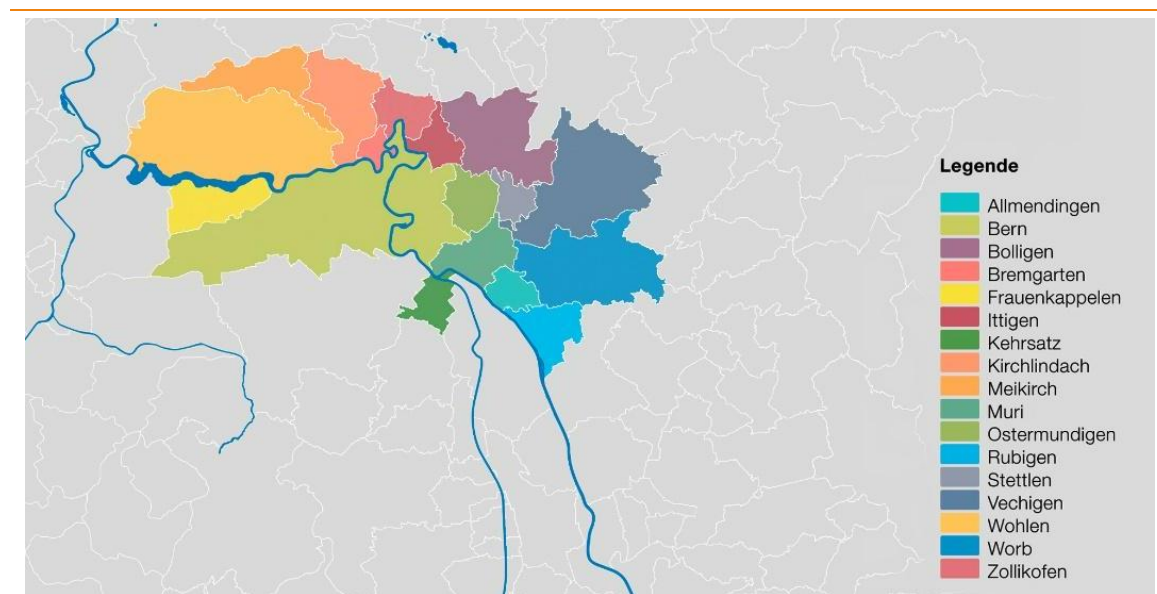 Legende
Allmendingen
Bern
Bolligen
Bremgarten
Frauenkappelen
Ittigen
Kehrsatz
Kirchlindach
Meikirch
Muri
Ostermundigen
Rubigen
Stettlen
Vechigen
Wohlen
Worb
Zollikofen